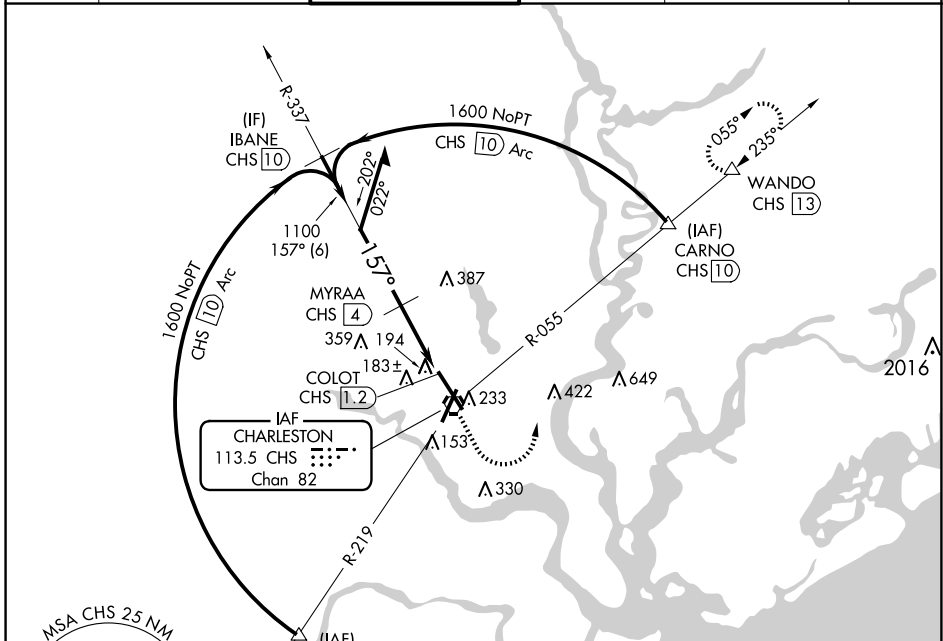 R-337
(IF)
IBANE
CHS 10
1600 NoPT
CHS 10 Arc
055°
235°
WANDO
CHS 13
202°
022°
1100
157° (6)
157°
(IAF)
CARNO
CHS 10
1600 NoPT
CHS 10 Arc
MYRAA
CHS 4
387
R-055
359
194
183±
COLOT
CHS 1.2
233
422
649
2016
IAF
CHARLESTON
113.5 CHS
Chan 82
153
330
R-219
MSA CHS 25 NM
(IAF)